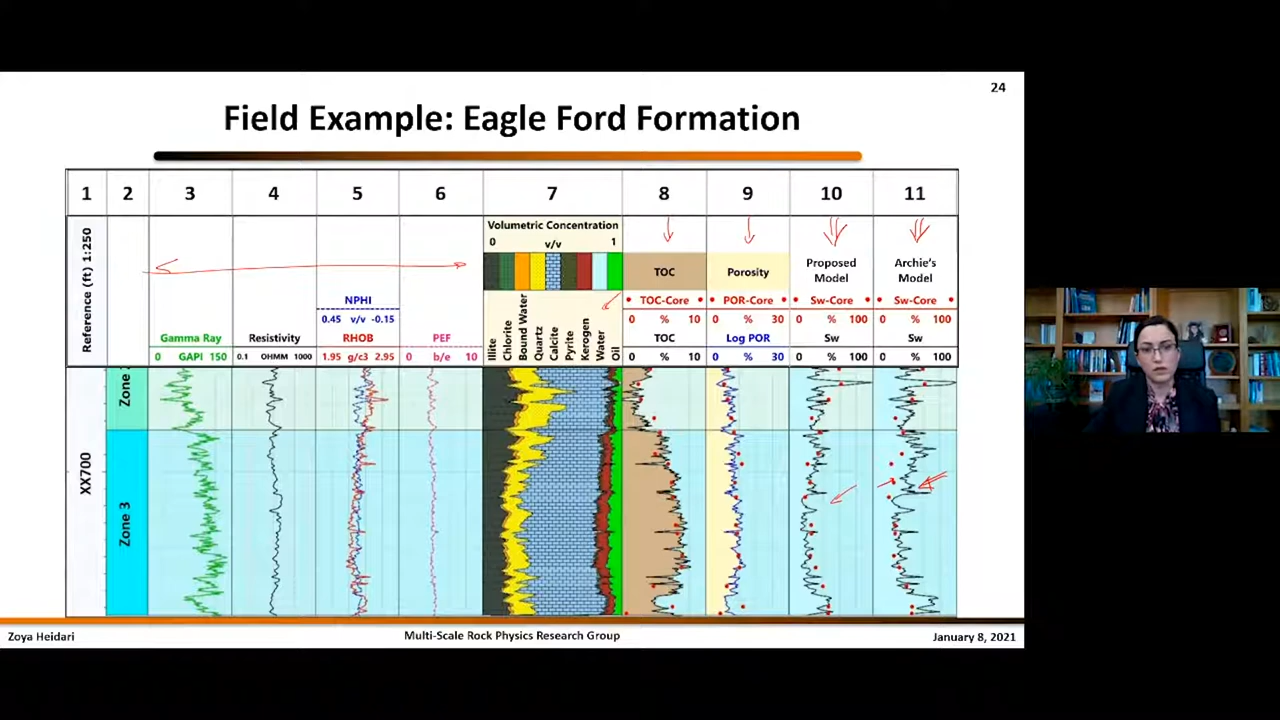 24
Field Example: Eagle Ford Formation
1 2 3 4 5 6 7 8 9 10 11
Reference (ft) 1:250
Gamma Ray
0 GAPI 150
Resistivity
0.1 OHMM 1000
NPHI
0.45 v/v -0.15
RHOB
1.95 g/c3 2.95
PEF
0 b/e 10
Volumetric Concentration
0 v/v 1
Illite
Chlorite
Bound Water
Quartz
Calcite
Pyrite
Kerogen
Water
Oil
TOC
TOC-Core
0 % 10
TOC
0 % 10
Porosity
POR-Core
0 % 30
Log POR
0 % 30
Proposed
Model
Sw-Core
0 % 100
Sw
0 % 100
Archie's
Model
Sw-Core
0 % 100
Sw
0 % 100
XX700
Zone
Zone 3
Zoya Heidari
Multi-Scale Rock Physics Research Group
January 8, 2021